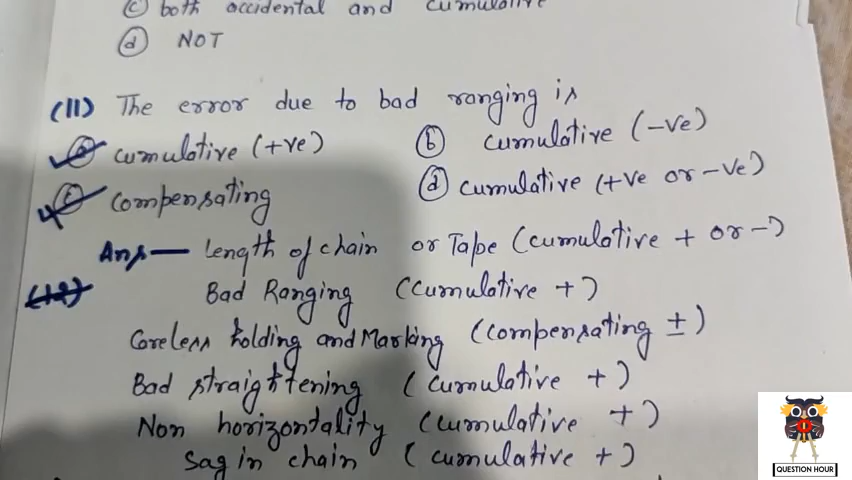 (c) both accidental and cumulative
(d) NOT
(11) The error due to bad ranging is
(a) cumulative (+ve)
(b) cumulative (-ve)
(c) compensating
(d) cumulative (+ve or -ve)
Ans — Length of chain or Tape (cumulative + or -)
(12)
Bad Ranging (cumulative +)
Careless holding and Marking (compensating ±)
Bad straightening (cumulative +)
Non horizontality (cumulative +)
Sag in chain (cumulative +)
QUESTION HOUR